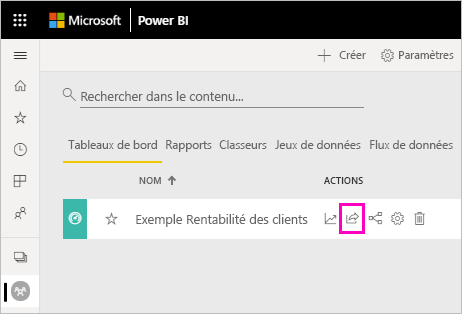 Microsoft Power BI
Créer Paramètres
Rechercher dans le contenu...
Tableaux de bord Rapports Classeurs Jeux de données Flux de données
NOM ACTIONS
Exemple Rentabilité des clients